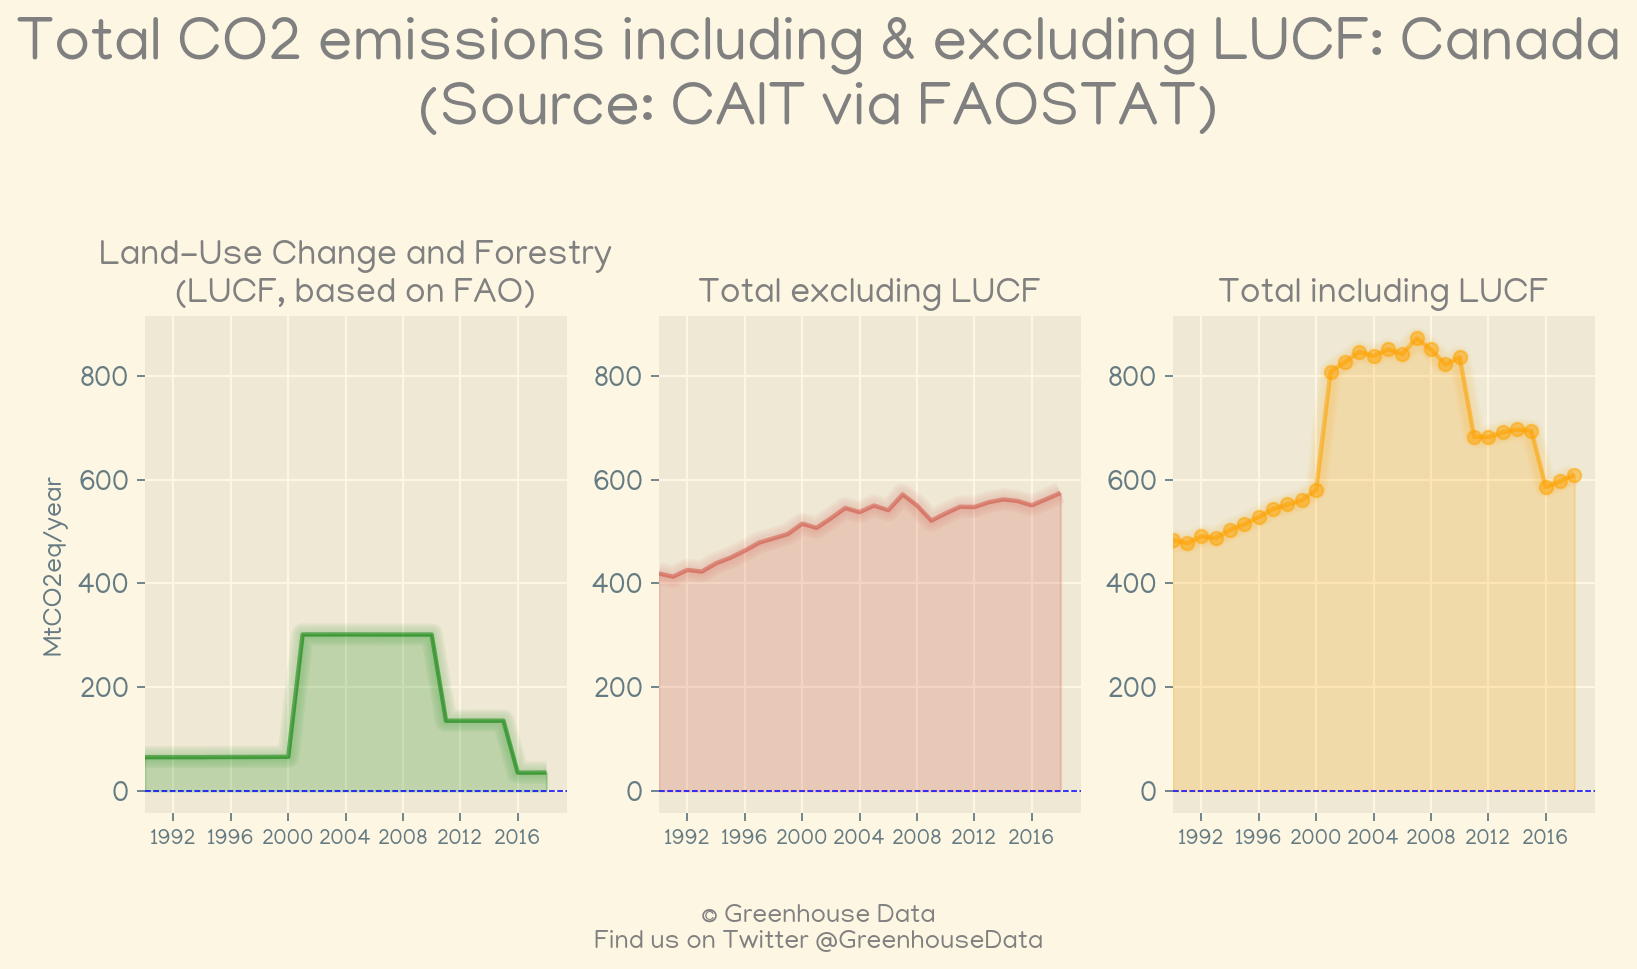 Total CO2 emissions including & excluding LUCF: Canada
(Source: CAIT via FAOSTAT)
Land-Use Change and Forestry
(LUCF, based on FAO)
Total excluding LUCF
Total including LUCF
MtCO2eq/year
800
600
400
200
0
1992 1996 2000 2004 2008 2012 2016
800
600
400
200
0
1992 1996 2000 2004 2008 2012 2016
800
600
400
200
0
1992 1996 2000 2004 2008 2012 2016
© Greenhouse Data
Find us on Twitter @GreenhouseData